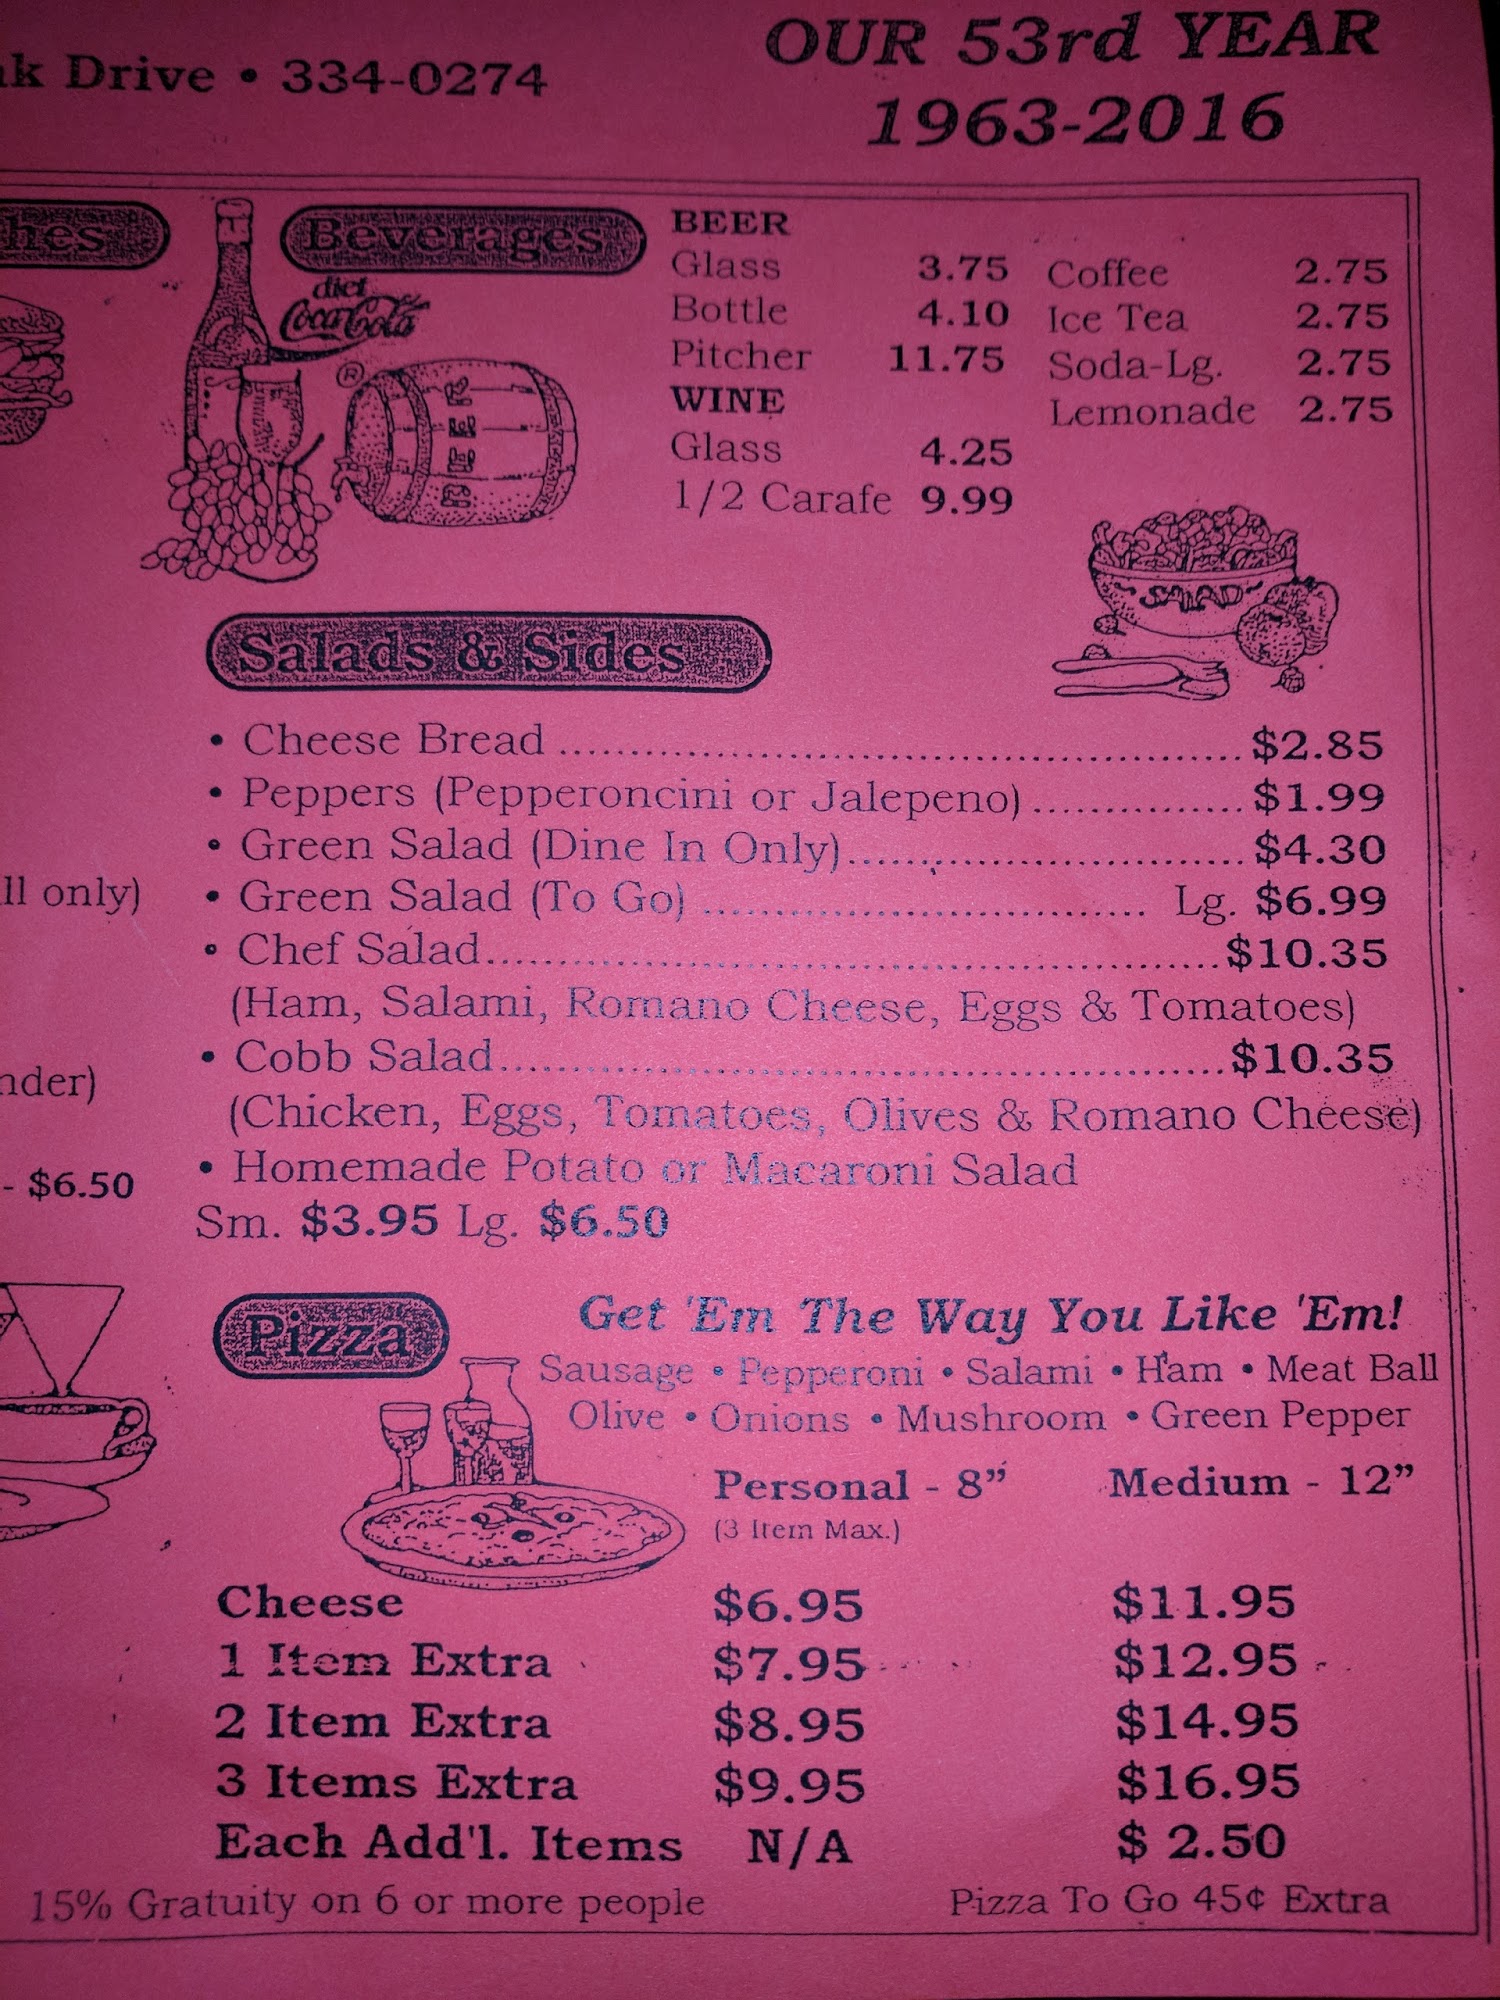 k Drive • 334-0274
OUR 53rd YEAR
1963-2016
hes
Beverages
diet
Coca-Cola
®
BEER
Glass 3.75
Bottle 4.10
Pitcher 11.75
WINE
Glass 4.25
1/2 Carafe 9.99
Coffee 2.75
Ice Tea 2.75
Soda-Lg. 2.75
Lemonade 2.75
SALAD
Salads & Sides
• Cheese Bread ................................................ $2.85
• Peppers (Pepperoncini or Jalepeno) ............... $1.99
• Green Salad (Dine In Only)............................ $4.30
• Green Salad (To Go) ............................... Lg. $6.99
• Chef Salad.................................................... $10.35
(Ham, Salami, Romano Cheese, Eggs & Tomatoes)
• Cobb Salad................................................... $10.35
(Chicken, Eggs, Tomatoes, Olives & Romano Cheese)
• Homemade Potato or Macaroni Salad
Sm. $3.95 Lg. $6.50
ll only)
nder)
- $6.50
Pizza
Get 'Em The Way You Like 'Em!
Sausage • Pepperoni • Salami • Ham • Meat Ball
Olive • Onions • Mushroom • Green Pepper
Personal - 8” Medium - 12”
(3 Item Max.)
Cheese $6.95 $11.95
1 Item Extra $7.95 $12.95
2 Item Extra $8.95 $14.95
3 Items Extra $9.95 $16.95
Each Add'l. Items N/A $ 2.50
15% Gratuity on 6 or more people Pizza To Go 45¢ Extra